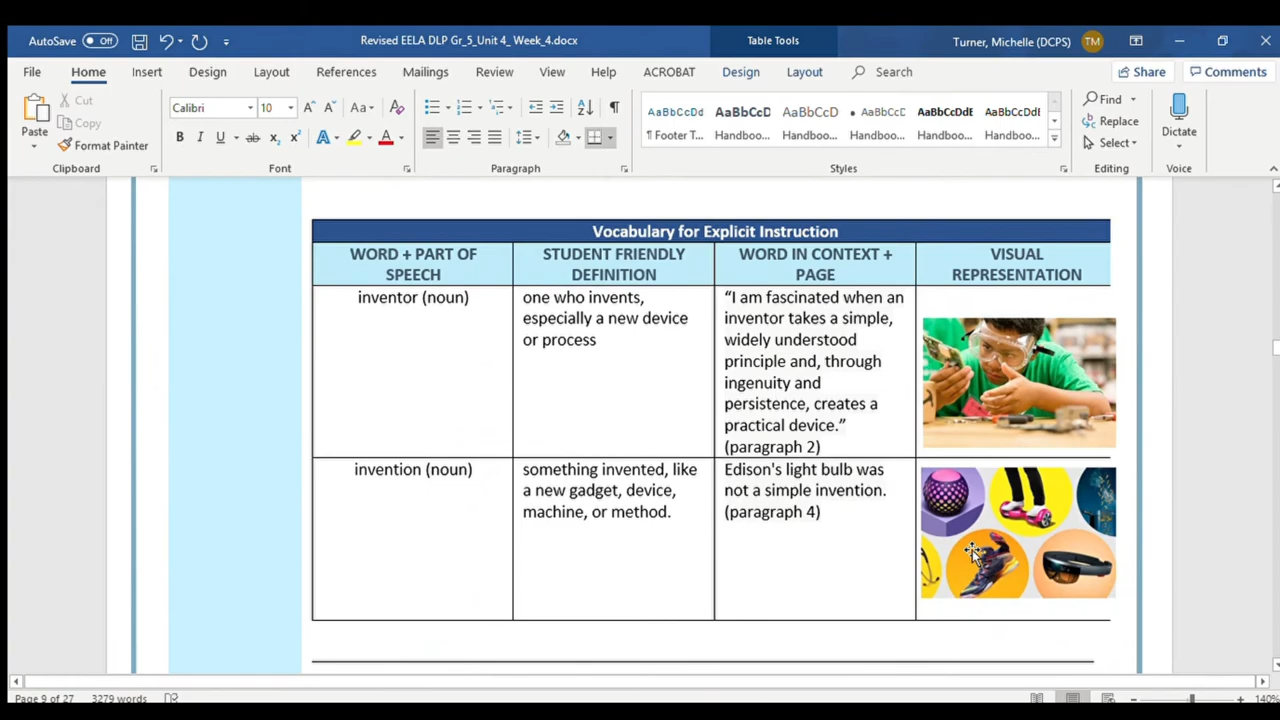 AutoSave Off
Revised EELA DLP Gr_5_Unit 4_ Week_4.docx
Table Tools
Turner, Michelle (DCPS) TM
File Home Insert Design Layout References Mailings Review View Help ACROBAT Design Layout Search Share Comments
Paste
Cut
Copy
Format Painter
Clipboard
Calibri 10
Font
Paragraph
AaBbCcDd AaBbCcD AaBbCcD AaBbCcD AaBbCcDdE AaBbCcDd
¶ Footer T... Handboo... Handboo... Handboo... Handboo... Handboo...
Styles
Find
Replace
Select
Editing
Dictate
Voice
Vocabulary for Explicit Instruction
WORD + PART OF
SPEECH
STUDENT FRIENDLY
DEFINITION
WORD IN CONTEXT +
PAGE
VISUAL
REPRESENTATION
inventor (noun)
one who invents,
especially a new device
or process
“I am fascinated when an
inventor takes a simple,
widely understood
principle and, through
ingenuity and
persistence, creates a
practical device.”
(paragraph 2)
invention (noun)
something invented, like
a new gadget, device,
machine, or method.
Edison's light bulb was
not a simple invention.
(paragraph 4)
Page 9 of 27 3279 words 140%